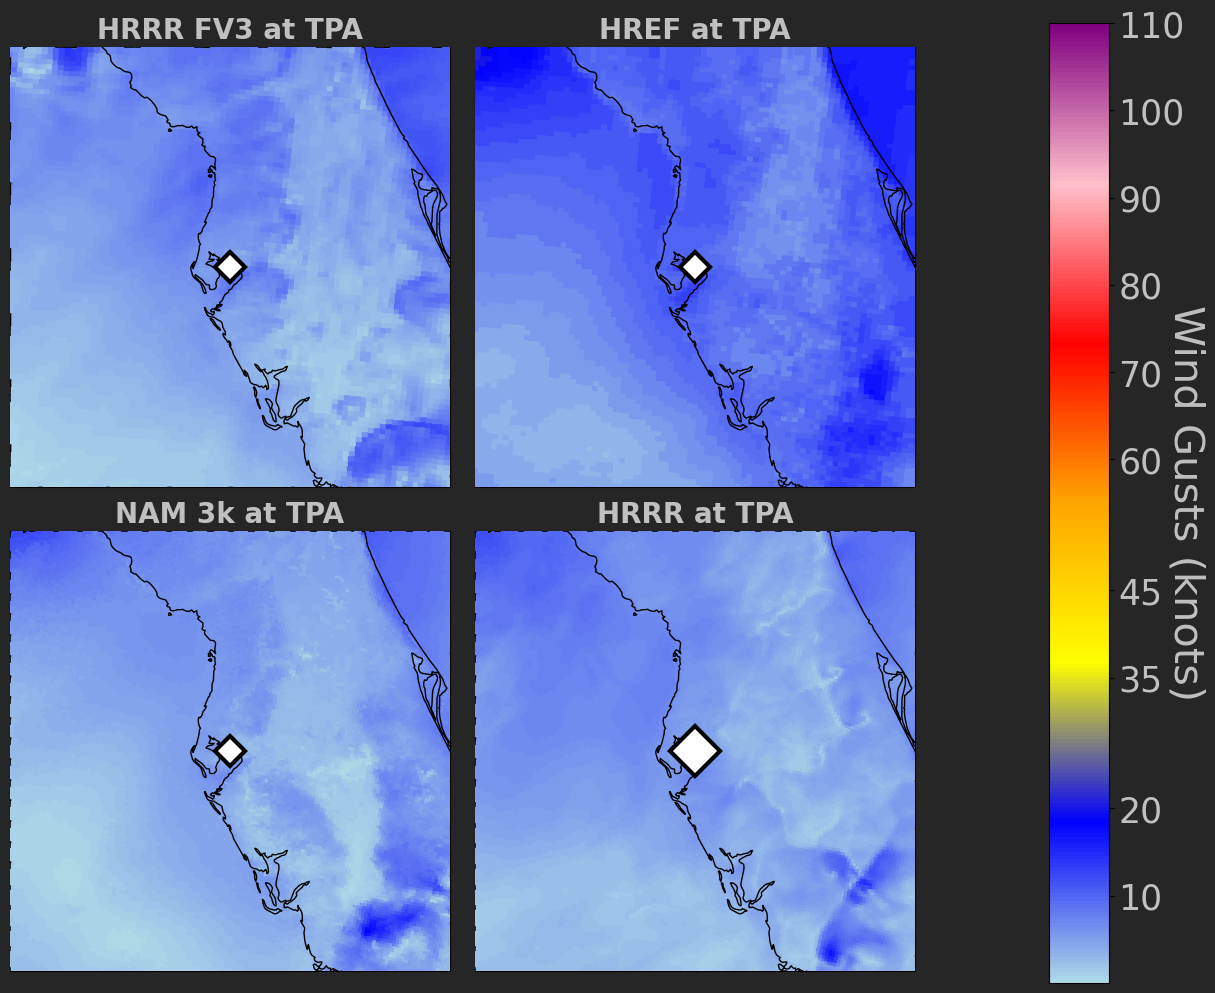 HRRR FV3 at TPA
HREF at TPA
NAM 3k at TPA
HRRR at TPA
110
100
90
80
70
60
45
35
20
10
Wind Gusts (knots)